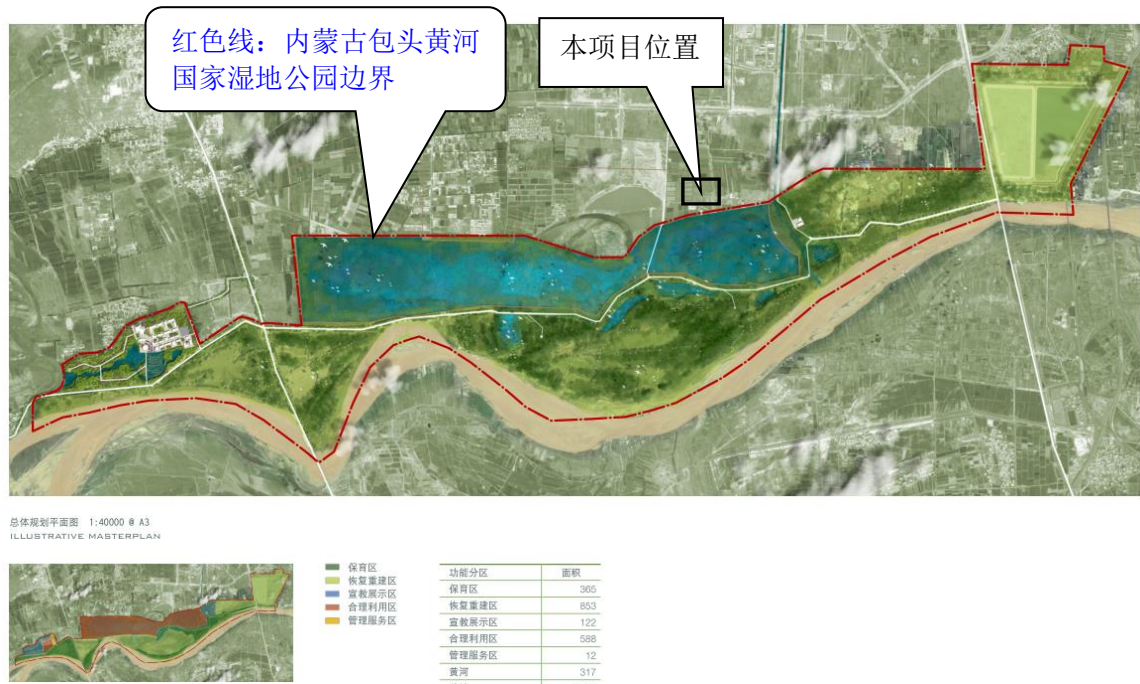 红色线：内蒙古包头黄河
国家湿地公园边界
本项目位置
总体规划平面图 1:40000 @ A3
ILLUSTRATIVE MASTERPLAN
保育区
恢复重建区
宣教展示区
合理利用区
管理服务区
功能分区 面积
保育区 365
恢复重建区 853
宣教展示区 122
合理利用区 588
管理服务区 12
黄河 317